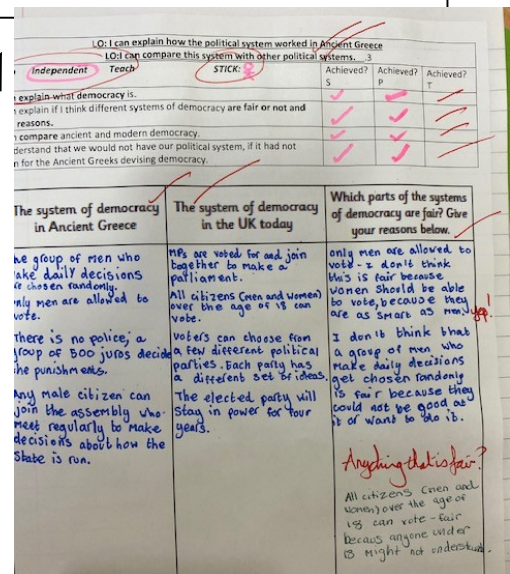 LO: I can explain how the political system worked in Ancient Greece
LO:I can compare this system with other political systems. .3
Independent Teach STICK: Achieved? Achieved? Achieved?
S P T
explain what democracy is.
explain if I think different systems of democracy are fair or not and
reasons.
compare ancient and modern democracy.
derstand that we would not have our political system, if it had not
n for the Ancient Greeks devising democracy.
The system of democracy
in Ancient Greece
he group of men who
ake daily decisions
re chosen randomly.
nly men are allowed to
vote.
There is no police, a
group of 500 juros decide
he punishments.
Any male citizen can
join the assembly who
meet regularly to make
decisions about how the
State is run.
The system of democracy
in the UK today
MPs are voted for and join
together to make a
parliament.
All citizens (men and women)
over the age of 18 can
vote.
Voters can choose from
a few different political
parties. Each party has
a different set of ideas.
The elected party will
stay in power for four
years.
Which parts of the systems
of democracy are fair? Give
your reasons below.
only men are allowed to
vote - I don't think
this is fair because
women should be able
to vote, because they
are as smart as men.
yep!
I don't think that
a group of men who
make daily decisions
get chosen randomly
is fair because they
could not be good at
it or want to do it.
Anything that is fair?
All citizens (men and
women) over the age of
18 can vote - fair
becaus anyone under
18 might not understand.